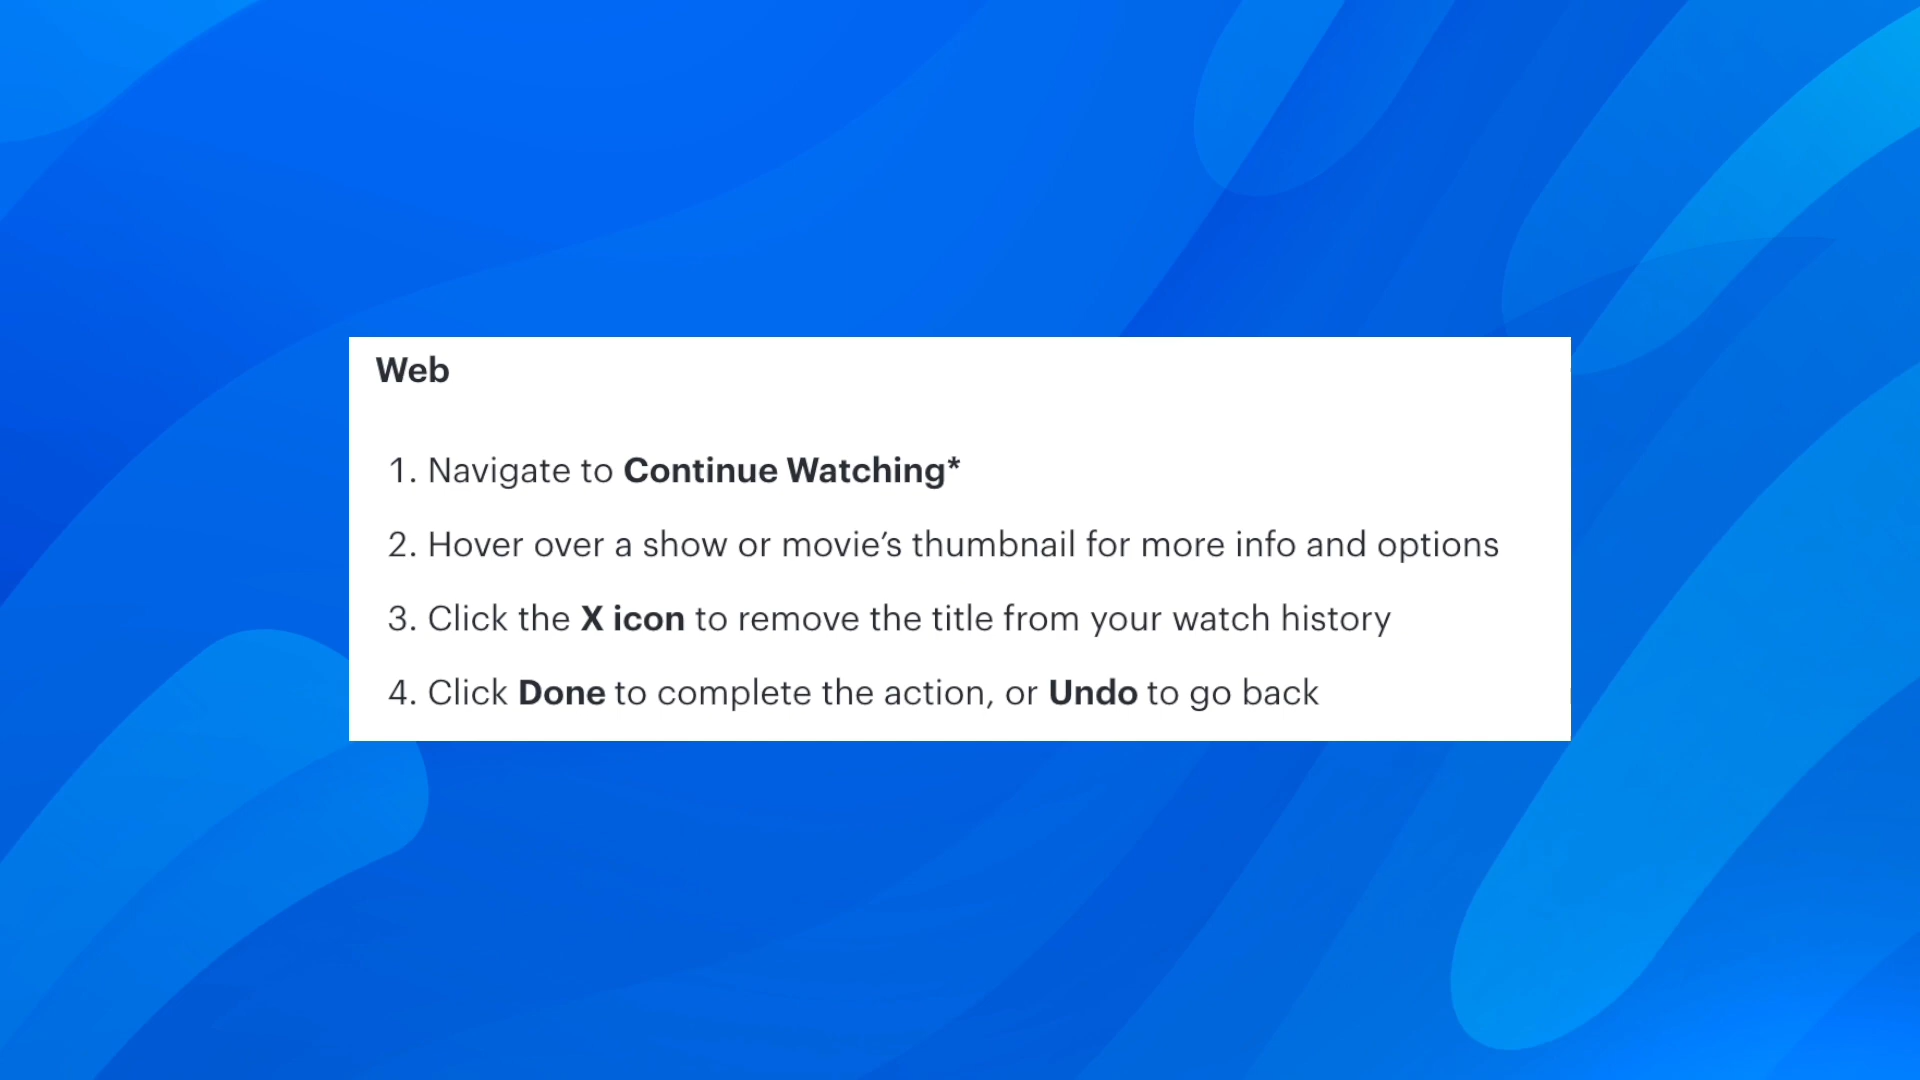 Web
1. Navigate to Continue Watching*
2. Hover over a show or movie’s thumbnail for more info and options
3. Click the X icon to remove the title from your watch history
4. Click Done to complete the action, or Undo to go back